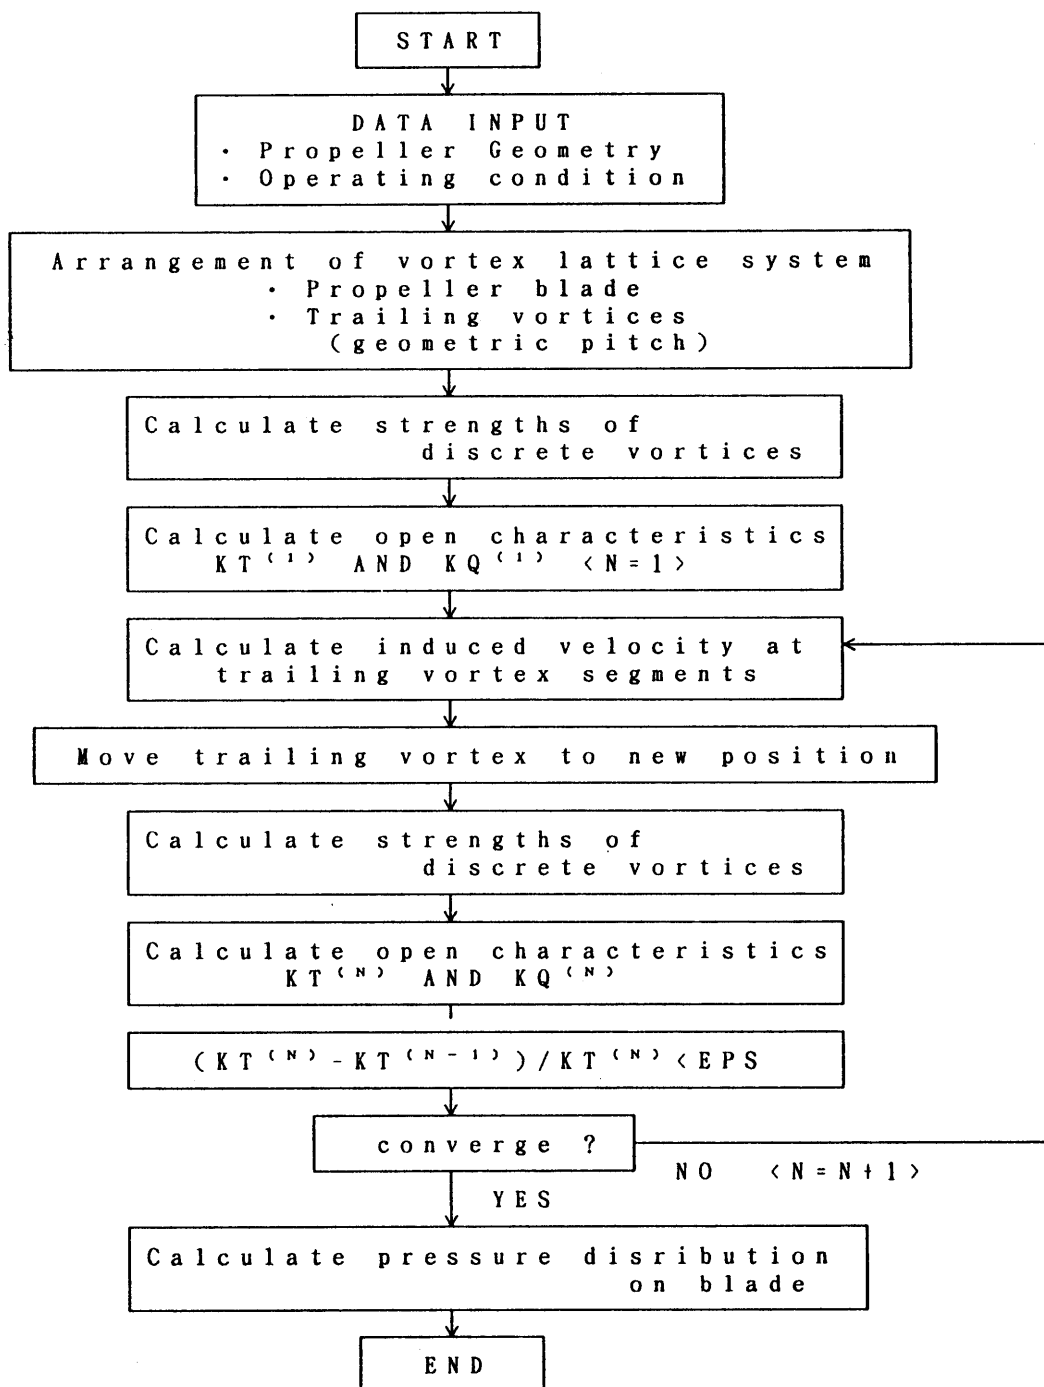 START
DATA INPUT
・ Propeller Geometry
・ Operating condition
Arrangement of vortex lattice system
・ Propeller blade
・ Trailing vortices
(geometric pitch)
Calculate strengths of
discrete vortices
Calculate open characteristics
KT⁽¹⁾ AND KQ⁽¹⁾ <N=1>
Calculate induced velocity at
trailing vortex segments
Move trailing vortex to new position
Calculate strengths of
discrete vortices
Calculate open characteristics
KT⁽ᴺ⁾ AND KQ⁽ᴺ⁾
(KT⁽ᴺ⁾-KT⁽ᴺ⁻¹⁾)/KT⁽ᴺ⁾<EPS
converge ?
NO <N=N+1>
YES
Calculate pressure disribution
on blade
END